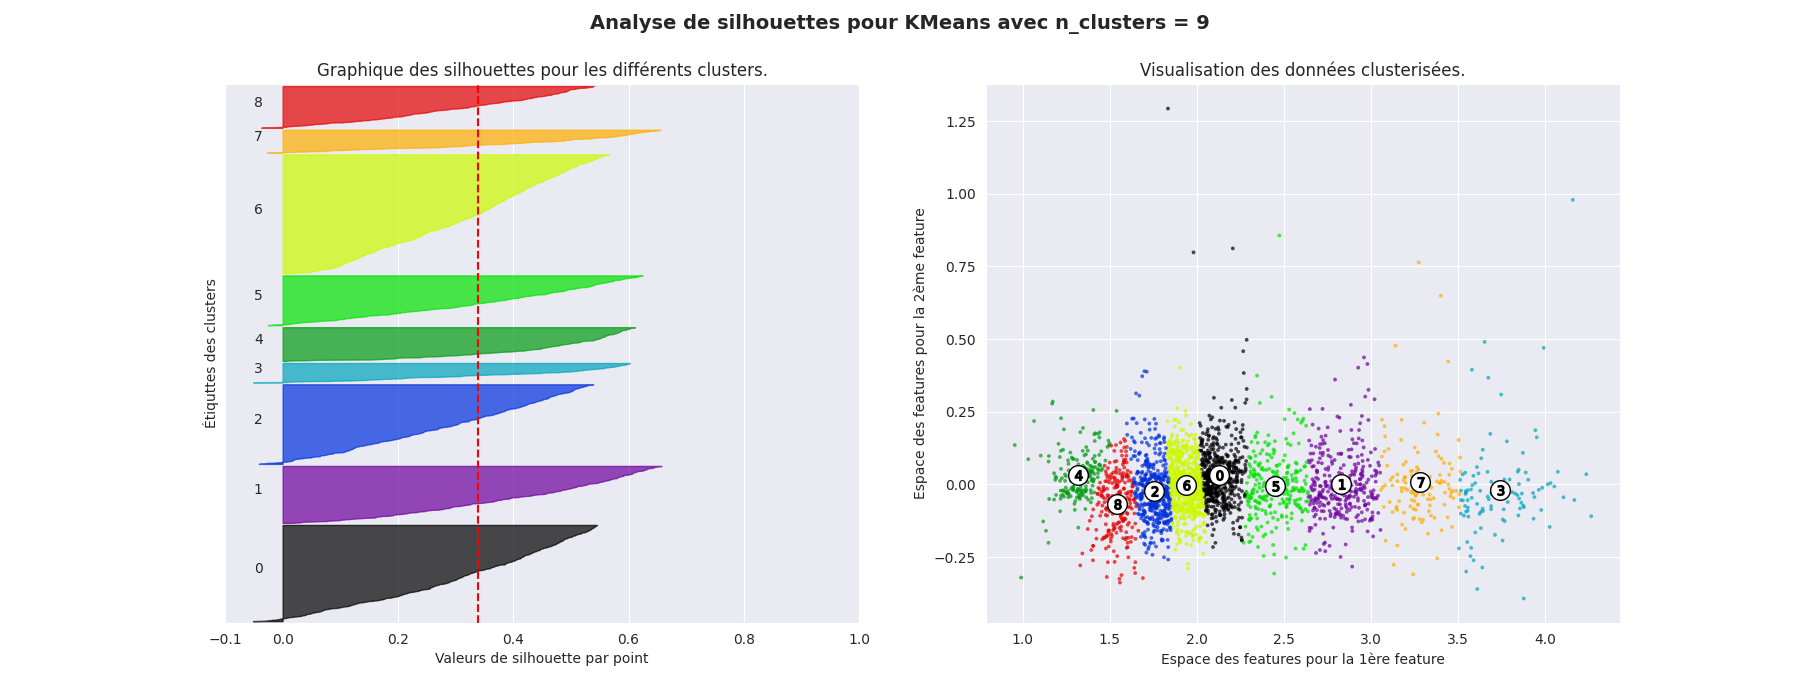 Analyse de silhouettes pour KMeans avec n_clusters = 9
Graphique des silhouettes pour les différents clusters.
8
7
6
5
4
3
2
1
0
Étiquttes des clusters
−0.1 0.0 0.2 0.4 0.6 0.8 1.0
Valeurs de silhouette par point
Visualisation des données clusterisées.
1.25
1.00
0.75
0.50
0.25
0.00
−0.25
Espace des features pour la 2ème feature
4 8 2 6 0 5 1 7 3
1.0 1.5 2.0 2.5 3.0 3.5 4.0
Espace des features pour la 1ère feature